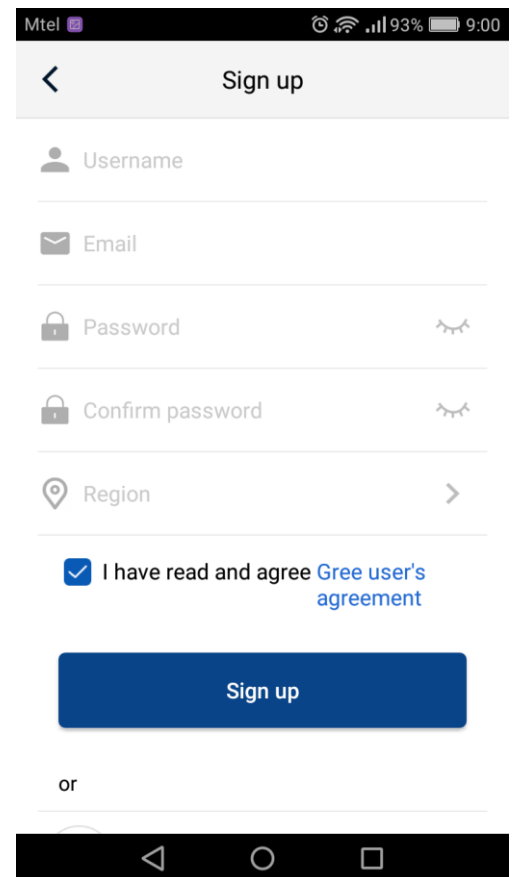 Mtel 93% 9:00
Sign up
Username
Email
Password
Confirm password
Region
I have read and agree Gree user's
agreement
Sign up
or